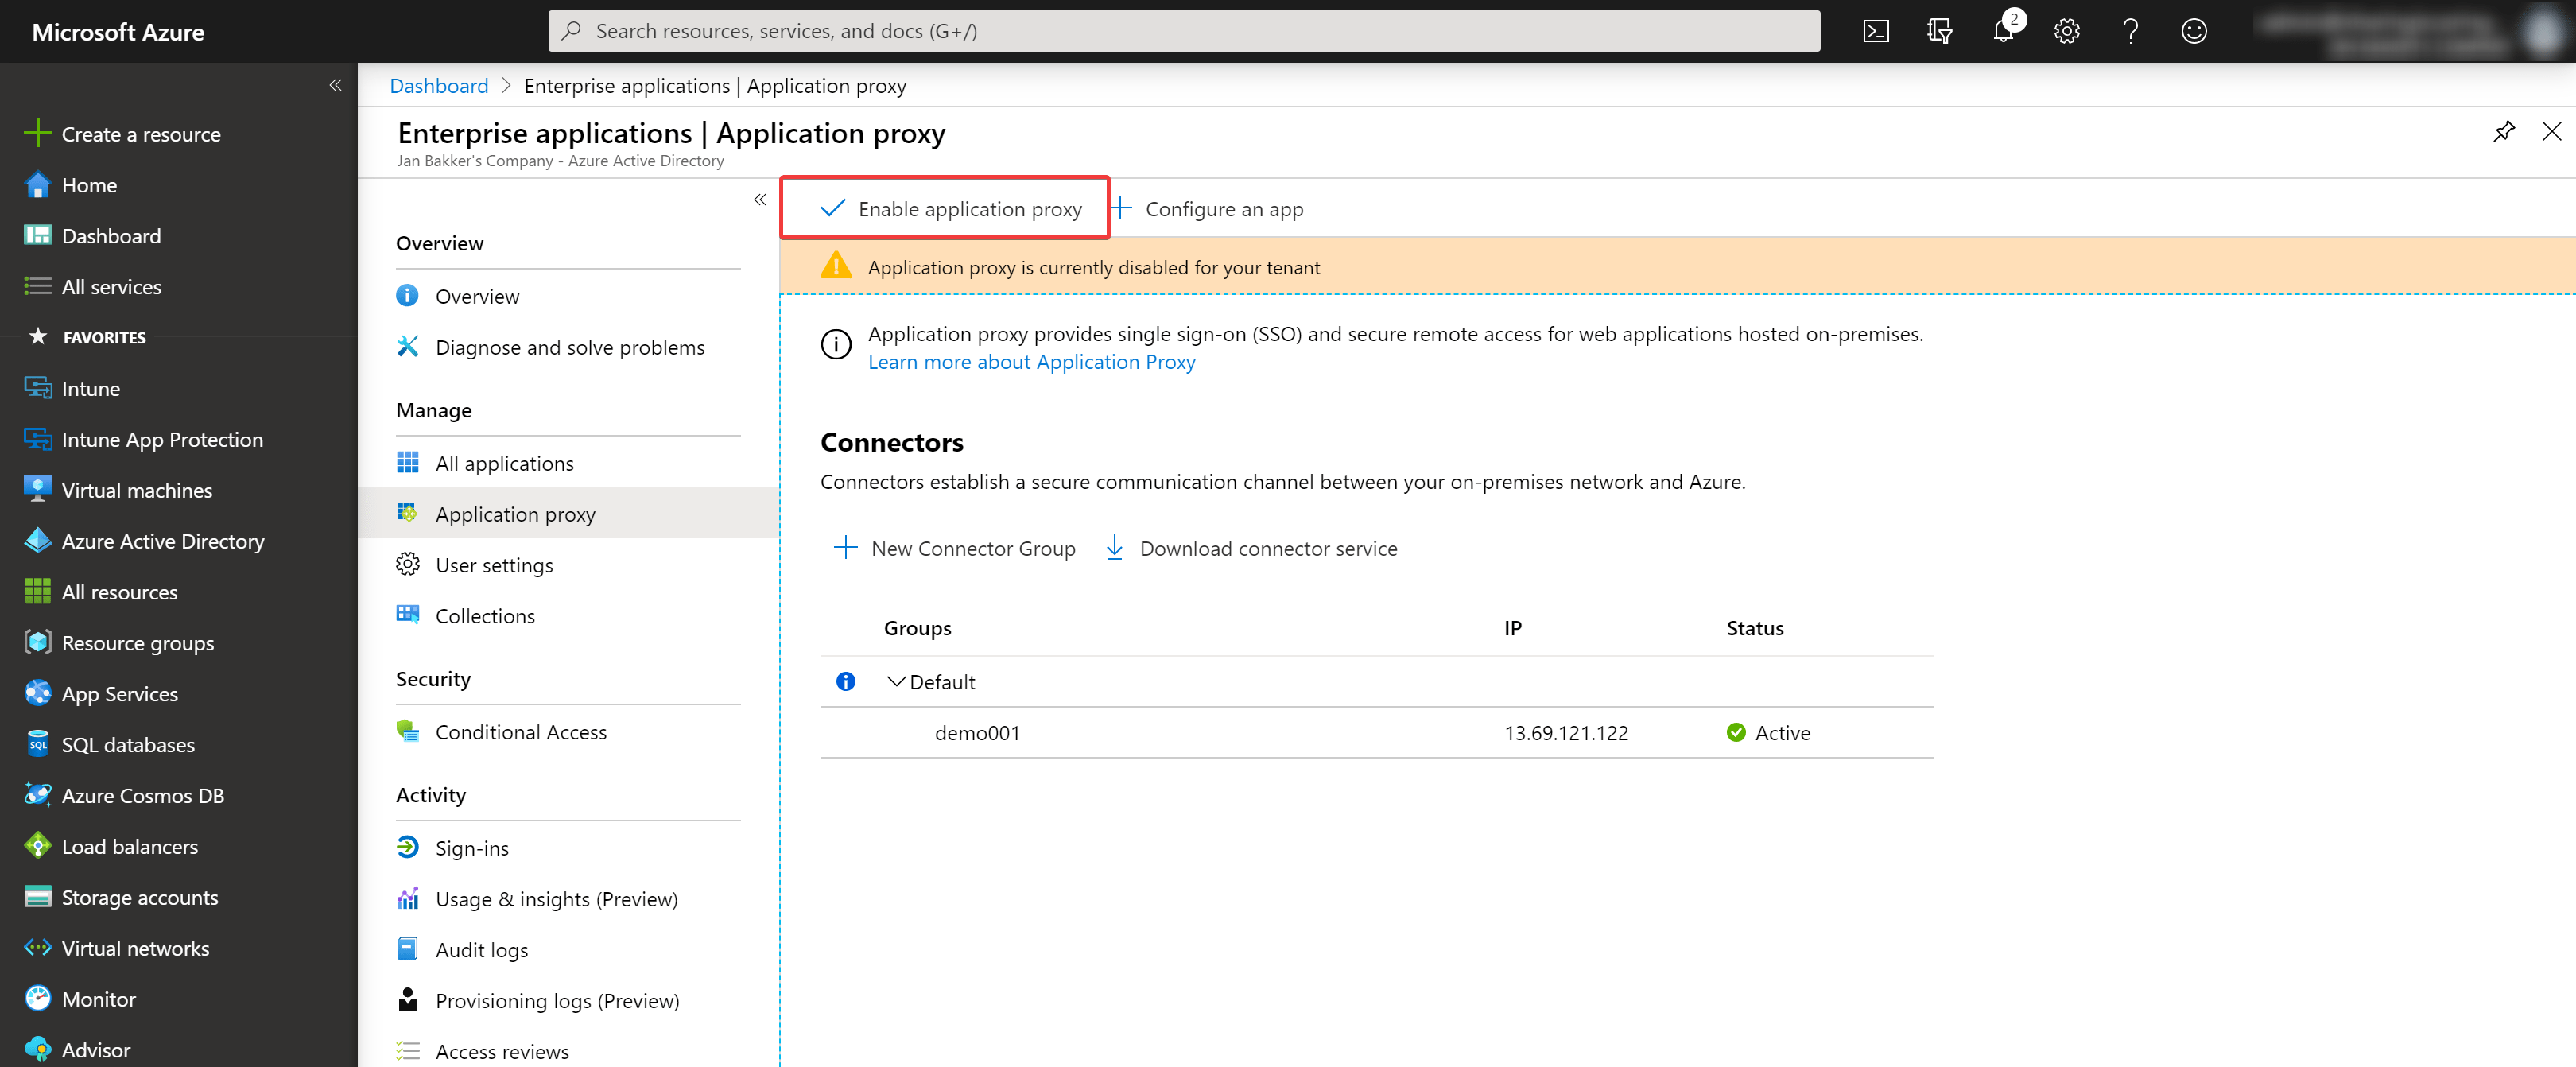 Microsoft Azure
Search resources, services, and docs (G+/)
2
Create a resource
Home
Dashboard
All services
FAVORITES
Intune
Intune App Protection
Virtual machines
Azure Active Directory
All resources
Resource groups
App Services
SQL databases
Azure Cosmos DB
Load balancers
Storage accounts
Virtual networks
Monitor
Advisor
Dashboard > Enterprise applications | Application proxy
Enterprise applications | Application proxy
Jan Bakker's Company - Azure Active Directory
Overview
Overview
Diagnose and solve problems
Manage
All applications
Application proxy
User settings
Collections
Security
Conditional Access
Activity
Sign-ins
Usage & insights (Preview)
Audit logs
Provisioning logs (Preview)
Access reviews
Enable application proxy
Configure an app
Application proxy is currently disabled for your tenant
Application proxy provides single sign-on (SSO) and secure remote access for web applications hosted on-premises.
Learn more about Application Proxy
Connectors
Connectors establish a secure communication channel between your on-premises network and Azure.
New Connector Group
Download connector service
Groups IP Status
Default
demo001 13.69.121.122 Active